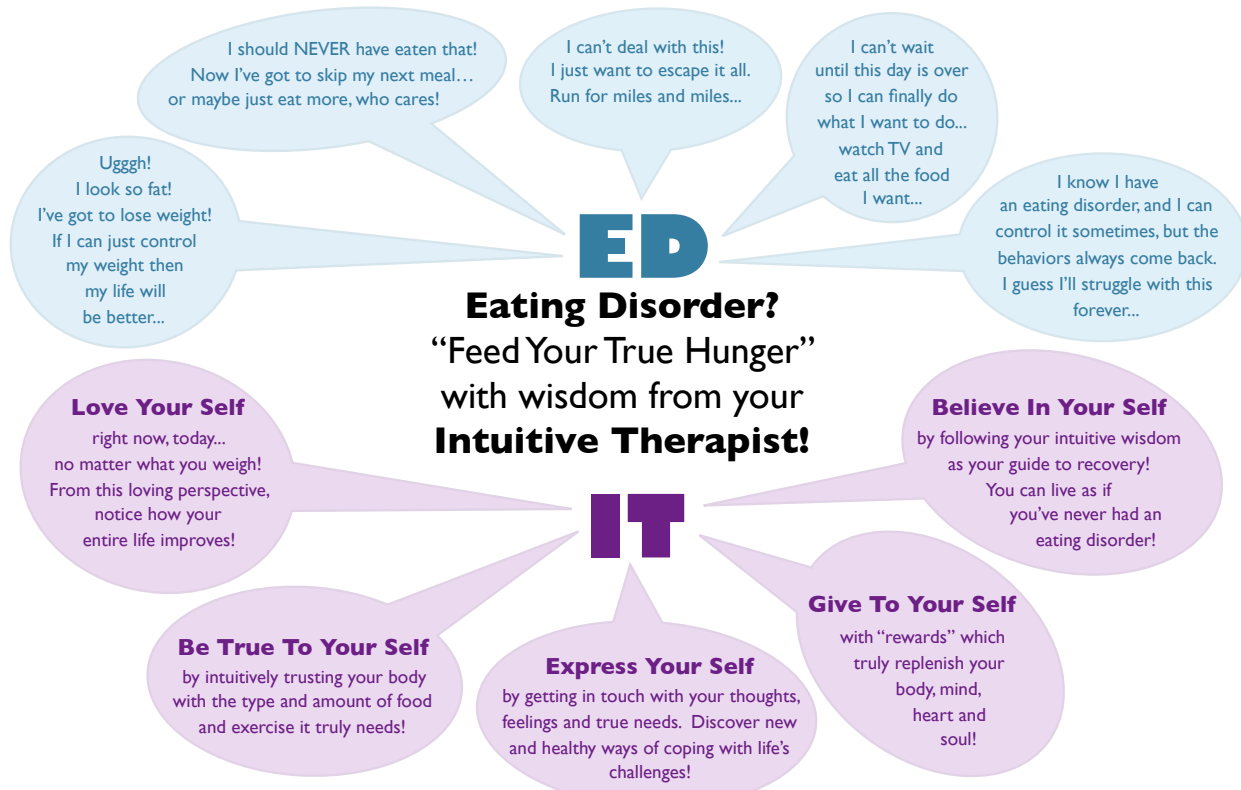 I should NEVER have eaten that!
Now I've got to skip my next meal...
or maybe just eat more, who cares!
I can't deal with this!
I just want to escape it all.
Run for miles and miles...
I can't wait
until this day is over
so I can finally do
what I want to do...
watch TV and
eat all the food
I want...
Ugggh!
I look so fat!
I've got to lose weight!
If I can just control
my weight then
my life will
be better...
I know I have
an eating disorder, and I can
control it sometimes, but the
behaviors always come back.
I guess I'll struggle with this
forever...
ED
Eating Disorder?
“Feed Your True Hunger”
with wisdom from your
Intuitive Therapist!
IT
Love Your Self
right now, today...
no matter what you weigh!
From this loving perspective,
notice how your
entire life improves!
Believe In Your Self
by following your intuitive wisdom
as your guide to recovery!
You can live as if
you've never had an
eating disorder!
Be True To Your Self
by intuitively trusting your body
with the type and amount of food
and exercise it truly needs!
Express Your Self
by getting in touch with your thoughts,
feelings and true needs. Discover new
and healthy ways of coping with life's
challenges!
Give To Your Self
with “rewards” which
truly replenish your
body, mind,
heart and
soul!